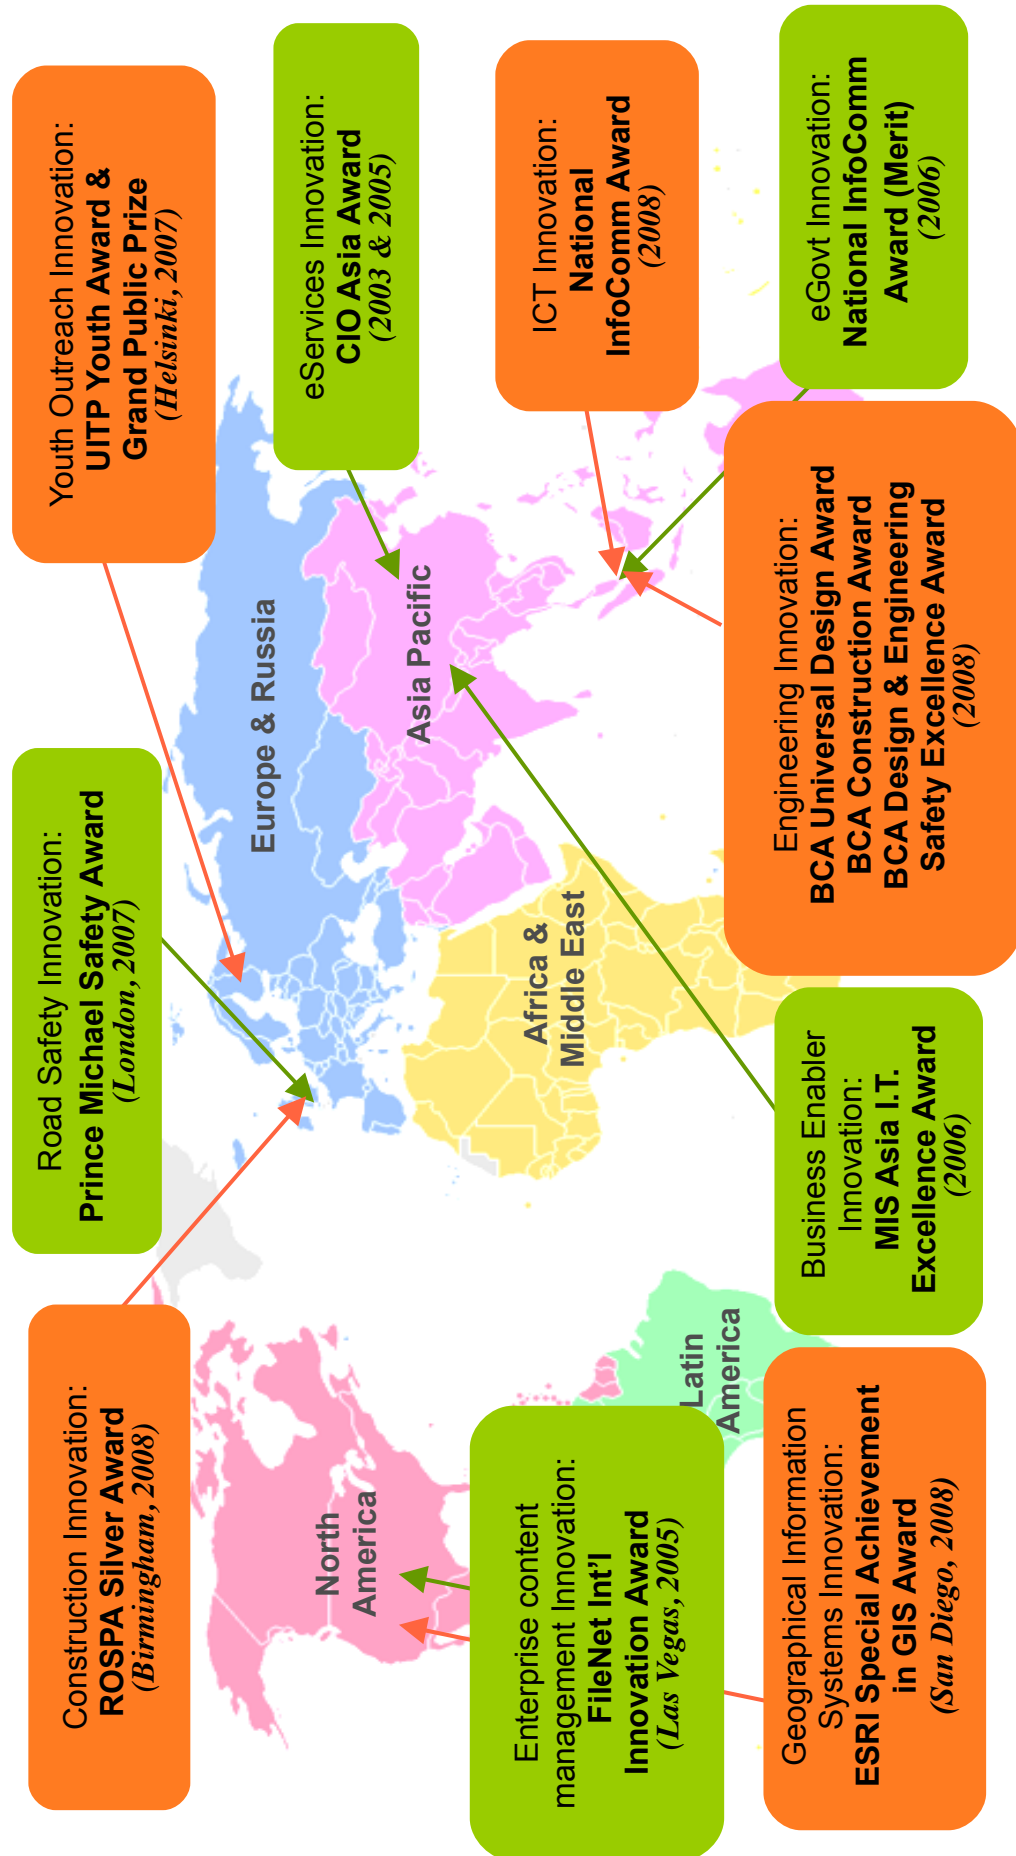 Construction Innovation:
ROSPA Silver Award
(Birmingham, 2008)
Road Safety Innovation:
Prince Michael Safety Award
(London, 2007)
Youth Outreach Innovation:
UITP Youth Award &
Grand Public Prize
(Helsinki, 2007)
eServices Innovation:
CIO Asia Award
(2003 & 2005)
Europe & Russia
North
America
Asia Pacific
Africa &
Middle East
ICT Innovation:
National
InfoComm Award
(2008)
Enterprise content
management Innovation:
FileNet Int'l
Innovation Award
(Las Vegas, 2005)
Latin
America
Geographical Information
Systems Innovation:
ESRI Special Achievement
in GIS Award
(San Diego, 2008)
Business Enabler
Innovation:
MIS Asia I.T.
Excellence Award
(2006)
Engineering Innovation:
BCA Universal Design Award
BCA Construction Award
BCA Design & Engineering
Safety Excellence Award
(2008)
eGovt Innovation:
National InfoComm
Award (Merit)
(2006)